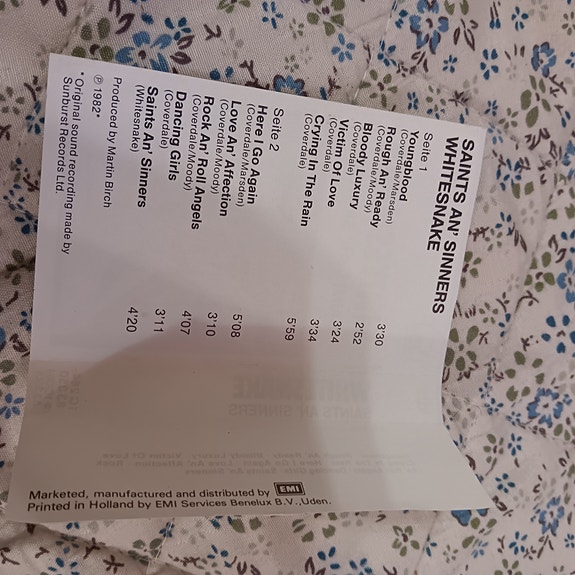 SAINTS AN' SINNERS
WHITESNAKE
Seite 1
Youngblood 3'30
(Coverdale/Marsden)
Rough An' Ready 2'52
(Coverdale/Moody)
Bloody Luxury 3'24
(Coverdale)
Victim Of Love 3'34
(Coverdale)
Crying In The Rain 5'59
(Coverdale)
Seite 2
Here I Go Again 5'08
(Coverdale/Marsden)
Love An' Affection 3'10
(Coverdale/Moody)
Rock An' Roll Angels 4'07
(Coverdale/Moody)
Dancing Girls 3'11
(Coverdale)
Saints An' Sinners 4'20
(Whitesnake)
Produced by Martin Birch
℗ 1982*
*Original sound recording made by
Sunburst Records Ltd.
Marketed, manufactured and distributed by EMI
Printed in Holland by EMI Services Benelux B.V.,Uden.